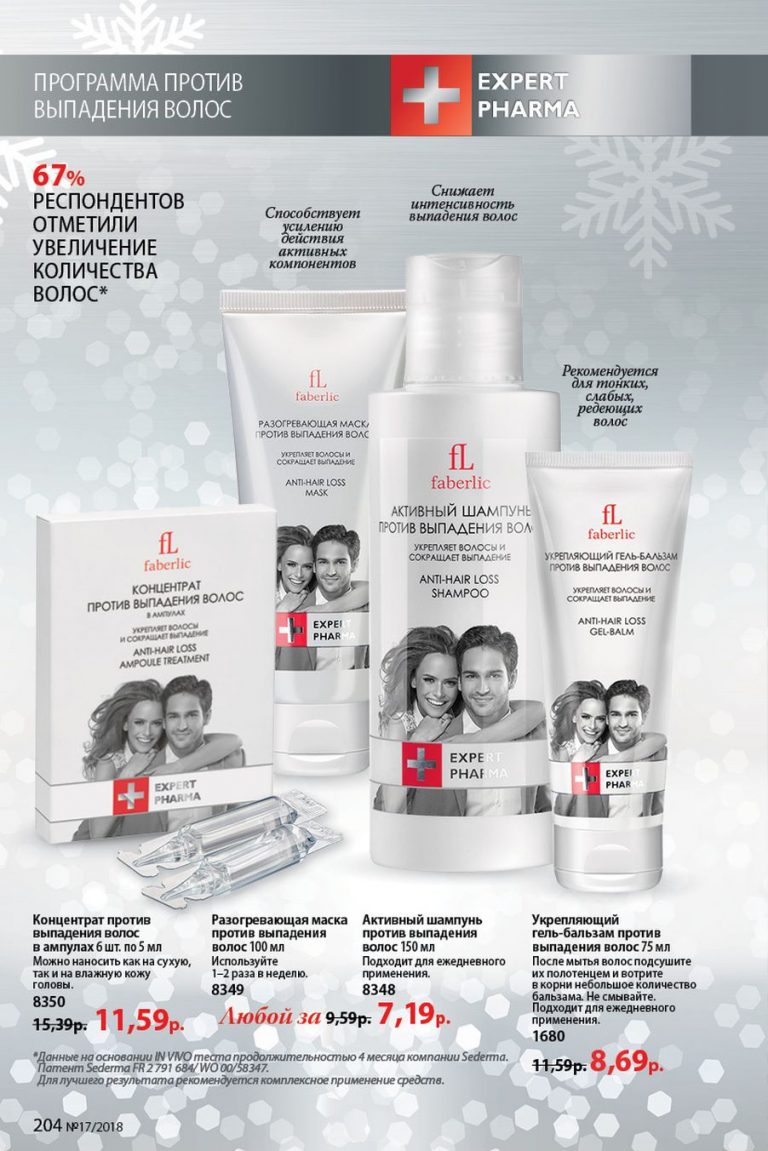 ПРОГРАММА ПРОТИВ
ВЫПАДЕНИЯ ВОЛОС
EXPERT
PHARMA
67%
РЕСПОНДЕНТОВ
ОТМЕТИЛИ
УВЕЛИЧЕНИЕ
КОЛИЧЕСТВА
ВОЛОС*
Способствует
усилению
действия
активных
компонентов
Снижает
интенсивность
выпадения волос
Рекомендуется
для тонких,
слабых,
редеющих
волос
fL
faberlic
КОНЦЕНТРАТ
ПРОТИВ ВЫПАДЕНИЯ ВОЛОС
В АМПУЛАХ
УКРЕПЛЯЕТ ВОЛОСЫ
И СОКРАЩАЕТ ВЫПАДЕНИЕ
ANTI-HAIR LOSS
AMPOULE TREATMENT
EXPERT
PHARMA
fL
faberlic
РАЗОГРЕВАЮЩАЯ МАСКА
ПРОТИВ ВЫПАДЕНИЯ ВОЛОС
УКРЕПЛЯЕТ ВОЛОСЫ И
СОКРАЩАЕТ ВЫПАДЕНИЕ
ANTI-HAIR LOSS
MASK
EXPERT
PHARM
fL
faberlic
АКТИВНЫЙ ШАМПУНЬ
ПРОТИВ ВЫПАДЕНИЯ ВОЛ
УКРЕПЛЯЕТ ВОЛОСЫ И
СОКРАЩАЕТ ВЫПАДЕНИЕ
ANTI-HAIR LOSS
SHAMPOO
EXPERT
PHARMA
fL
faberlic
УКРЕПЛЯЮЩИЙ ГЕЛЬ-БАЛЬЗАМ
ПРОТИВ ВЫПАДЕНИЯ ВОЛОС
УКРЕПЛЯЕТ ВОЛОСЫ И
СОКРАЩАЕТ ВЫПАДЕНИЕ
ANTI-HAIR LOSS
GEL-BALM
EXPERT
PHARMA
Концентрат против
выпадения волос
в ампулах 6 шт. по 5 мл
Можно наносить как на сухую,
так и на влажную кожу
головы.
8350
15,39р. 11,59р.
Разогревающая маска
против выпадения
волос 100 мл
Используйте
1–2 раза в неделю.
8349
Активный шампунь
против выпадения
волос 150 мл
Подходит для ежедневного
применения.
8348
Любой за 9,59р. 7,19р.
Укрепляющий
гель-бальзам против
выпадения волос 75 мл
После мытья волос подсушите
их полотенцем и вотрите
в корни небольшое количество
бальзама. Не смывайте.
Подходит для ежедневного
применения.
1680
11,59р. 8,69р.
*Данные на основании IN VIVO теста продолжительностью 4 месяца компании Sederma.
Патент Sederma FR 2 791 684/ WO 00/58347.
Для лучшего результата рекомендуется комплексное применение средств.
204 №17/2018